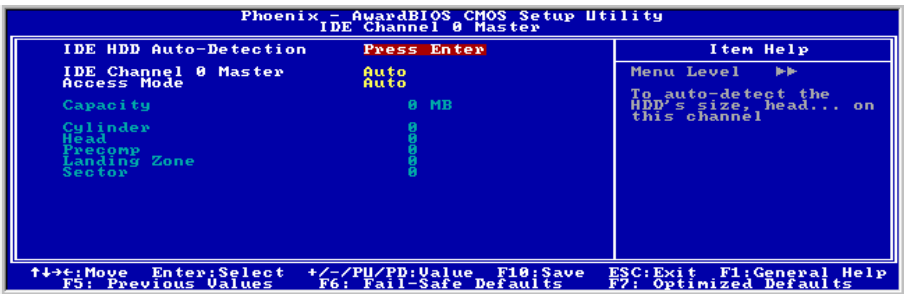 Phoenix - AwardBIOS CMOS Setup Utility
IDE Channel 0 Master
IDE HDD Auto-Detection Press Enter
Item Help
IDE Channel 0 Master Auto
Access Mode Auto
Capacity 0 MB
Cylinder 0
Head 0
Precomp 0
Landing Zone 0
Sector 0
Menu Level ▶▶
To auto-detect the
HDD's size, head... on
this channel
↑↓→←:Move Enter:Select +/-/PU/PD:Value F10:Save ESC:Exit F1:General Help
F5: Previous Values F6: Fail-Safe Defaults F7: Optimized Defaults